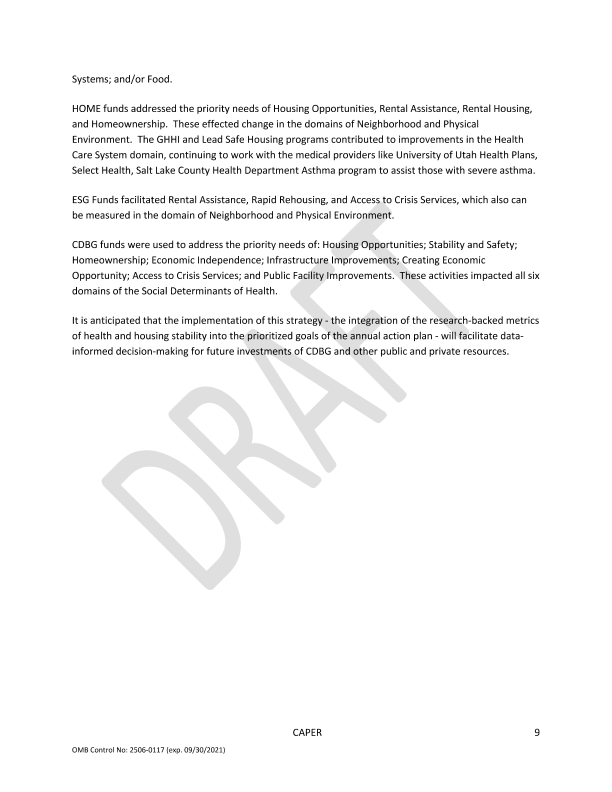 Systems; and/or Food.
HOME funds addressed the priority needs of Housing Opportunities, Rental Assistance, Rental Housing,
and Homeownership.  These effected change in the domains of Neighborhood and Physical
Environment.  The GHHI and Lead Safe Housing programs contributed to improvements in the Health
Care System domain, continuing to work with the medical providers like University of Utah Health Plans,
Select Health, Salt Lake County Health Department Asthma program to assist those with severe asthma.
ESG Funds facilitated Rental Assistance, Rapid Rehousing, and Access to Crisis Services, which also can
be measured in the domain of Neighborhood and Physical Environment.
CDBG funds were used to address the priority needs of: Housing Opportunities; Stability and Safety;
Homeownership; Economic Independence; Infrastructure Improvements; Creating Economic
Opportunity; Access to Crisis Services; and Public Facility Improvements.  These activities impacted all six
domains of the Social Determinants of Health.
It is anticipated that the implementation of this strategy - the integration of the research-backed metrics
of health and housing stability into the prioritized goals of the annual action plan - will facilitate data-
informed decision-making for future investments of CDBG and other public and private resources.
DRAFT
CAPER 9
OMB Control No: 2506-0117 (exp. 09/30/2021)